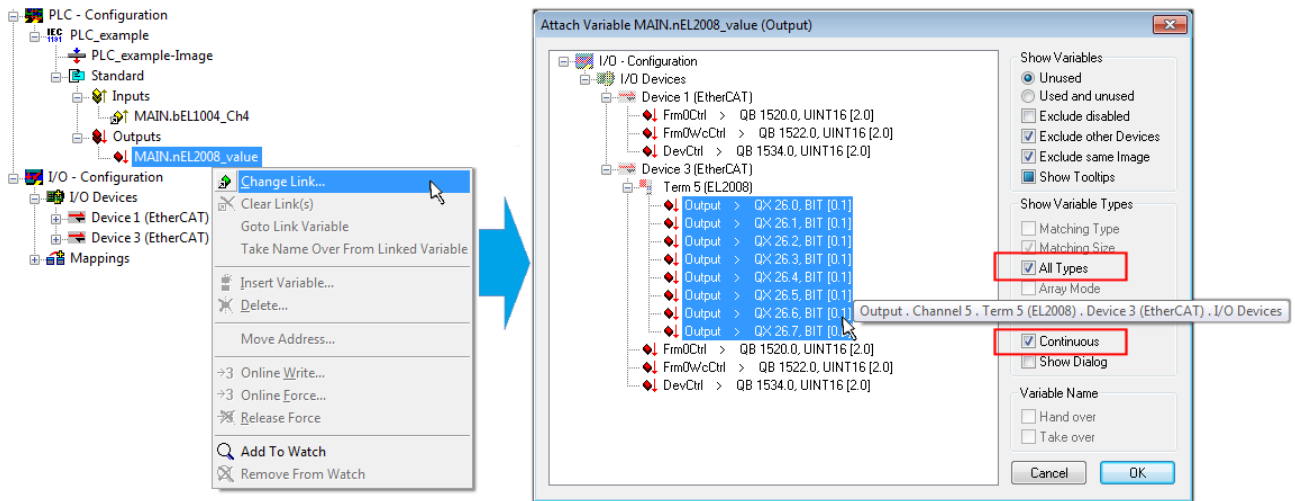 PLC - Configuration
PLC_example
PLC_example-Image
Standard
Inputs
MAIN.bEL1004_Ch4
Outputs
MAIN.nEL2008_value
I/O - Configuration
I/O Devices
Device 1 (EtherCAT)
Device 3 (EtherCAT)
Mappings
Change Link...
Clear Link(s)
Goto Link Variable
Take Name Over From Linked Variable
Insert Variable...
Delete...
Move Address...
Online Write...
Online Force...
Release Force
Add To Watch
Remove From Watch
Attach Variable MAIN.nEL2008_value (Output)
I/O - Configuration
I/O Devices
Device 1 (EtherCAT)
Frm0Ctrl > QB 1520.0, UINT16 [2.0]
Frm0WcCtrl > QB 1522.0, UINT16 [2.0]
DevCtrl > QB 1534.0, UINT16 [2.0]
Device 3 (EtherCAT)
Term 5 (EL2008)
Output > QX 26.0, BIT [0.1]
Output > QX 26.1, BIT [0.1]
Output > QX 26.2, BIT [0.1]
Output > QX 26.3, BIT [0.1]
Output > QX 26.4, BIT [0.1]
Output > QX 26.5, BIT [0.1]
Output > QX 26.6, BIT [0.1]
Output > QX 26.7, BIT [0.1]
Output . Channel 5 . Term 5 (EL2008) . Device 3 (EtherCAT) . I/O Devices
Frm0Ctrl > QB 1520.0, UINT16 [2.0]
Frm0WcCtrl > QB 1522.0, UINT16 [2.0]
DevCtrl > QB 1534.0, UINT16 [2.0]
Show Variables
Unused
Used and unused
Exclude disabled
Exclude other Devices
Exclude same Image
Show Tooltips
Show Variable Types
Matching Type
Matching Size
All Types
Array Mode
Continuous
Show Dialog
Variable Name
Hand over
Take over
Cancel
OK